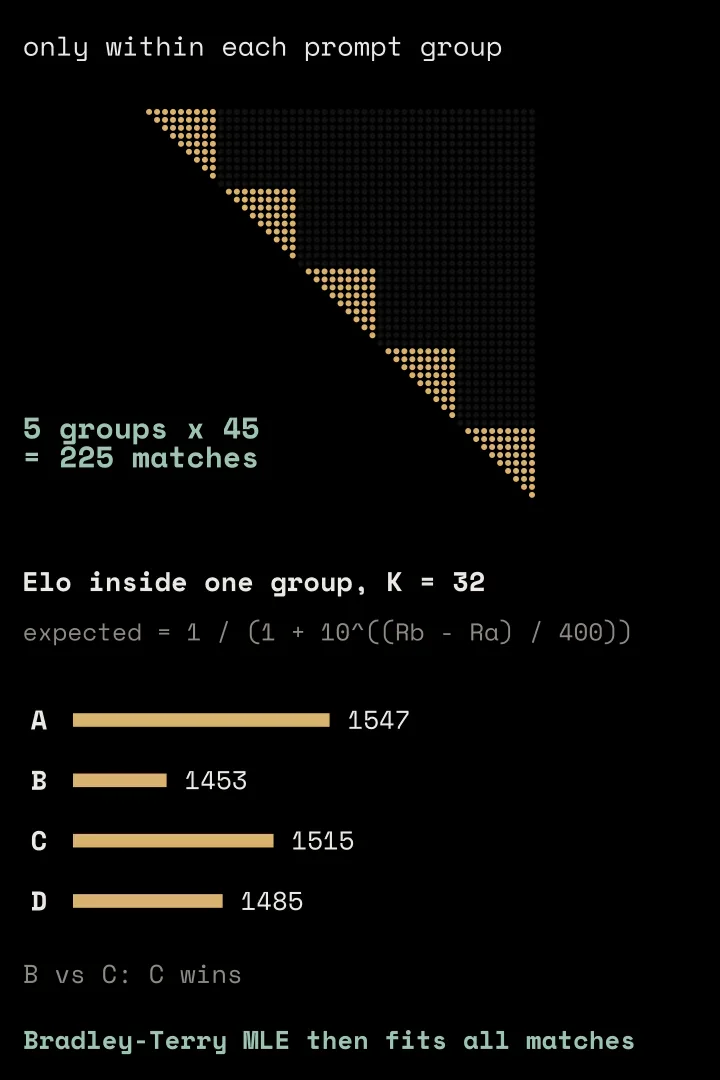 only within each prompt group
5 groups x 45
= 225 matches
Elo inside one group, K = 32
expected = 1 / (1 + 10^((Rb - Ra) / 400))
A 1547
B 1453
C 1515
D 1485
B vs C: C wins
Bradley-Terry MLE then fits all matches